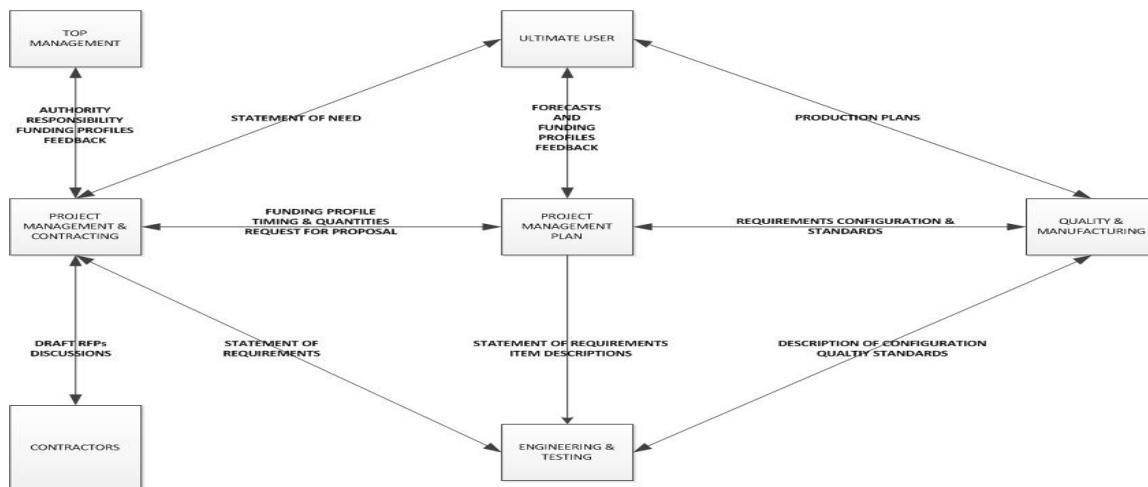 TOP
MANAGEMENT
ULTIMATE USER
AUTHORITY
RESPONSIBILITY
FUNDING PROFILES
FEEDBACK
STATEMENT OF NEED
FORECASTS
AND
FUNDING
PROFILES
FEEDBACK
PRODUCTION PLANS
PROJECT
MANAGEMENT &
CONTRACTING
FUNDING PROFILE
TIMING & QUANTITIES
REQUEST FOR PROPOSAL
PROJECT
MANAGEMENT
PLAN
REQUIREMENTS CONFIGURATION &
STANDARDS
QUALITY &
MANUFACTURING
DRAFT RFPs
DISCUSSIONS
STATEMENT OF
REQUIREMENTS
STATEMENT OF REQUIREMENTS
ITEM DESCRIPTIONS
DESCRIPTION OF CONFIGURATION
QUALTIY STANDARDS
CONTRACTORS
ENGINEERING &
TESTING